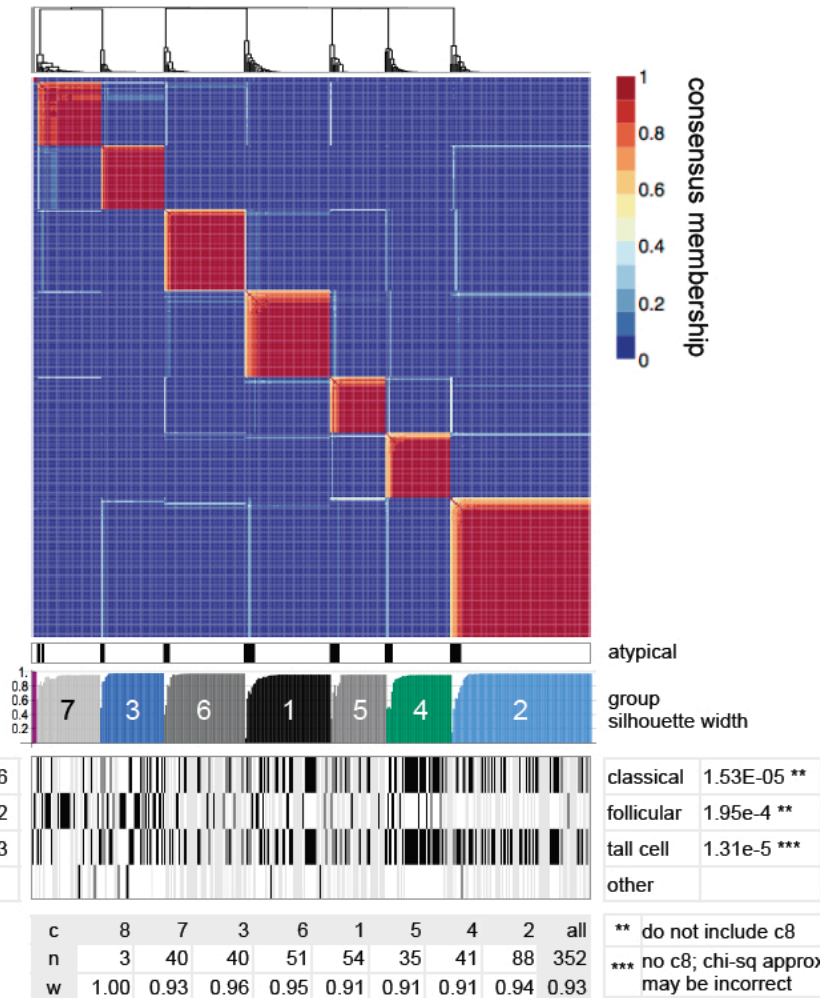 1
0.8
0.6
0.4
0.2
0
consensus membership
atypical
1.
0.8
0.6
0.4
0.2
7 3 6 1 5 4 2
group
silhouette width
6 classical 1.53E-05 **
2 follicular 1.95e-4 **
3 tall cell 1.31e-5 ***
other
c 8 7 3 6 1 5 4 2 all
n 3 40 40 51 54 35 41 88 352
w 1.00 0.93 0.96 0.95 0.91 0.91 0.91 0.94 0.93
** do not include c8
*** no c8; chi-sq approx
may be incorrect